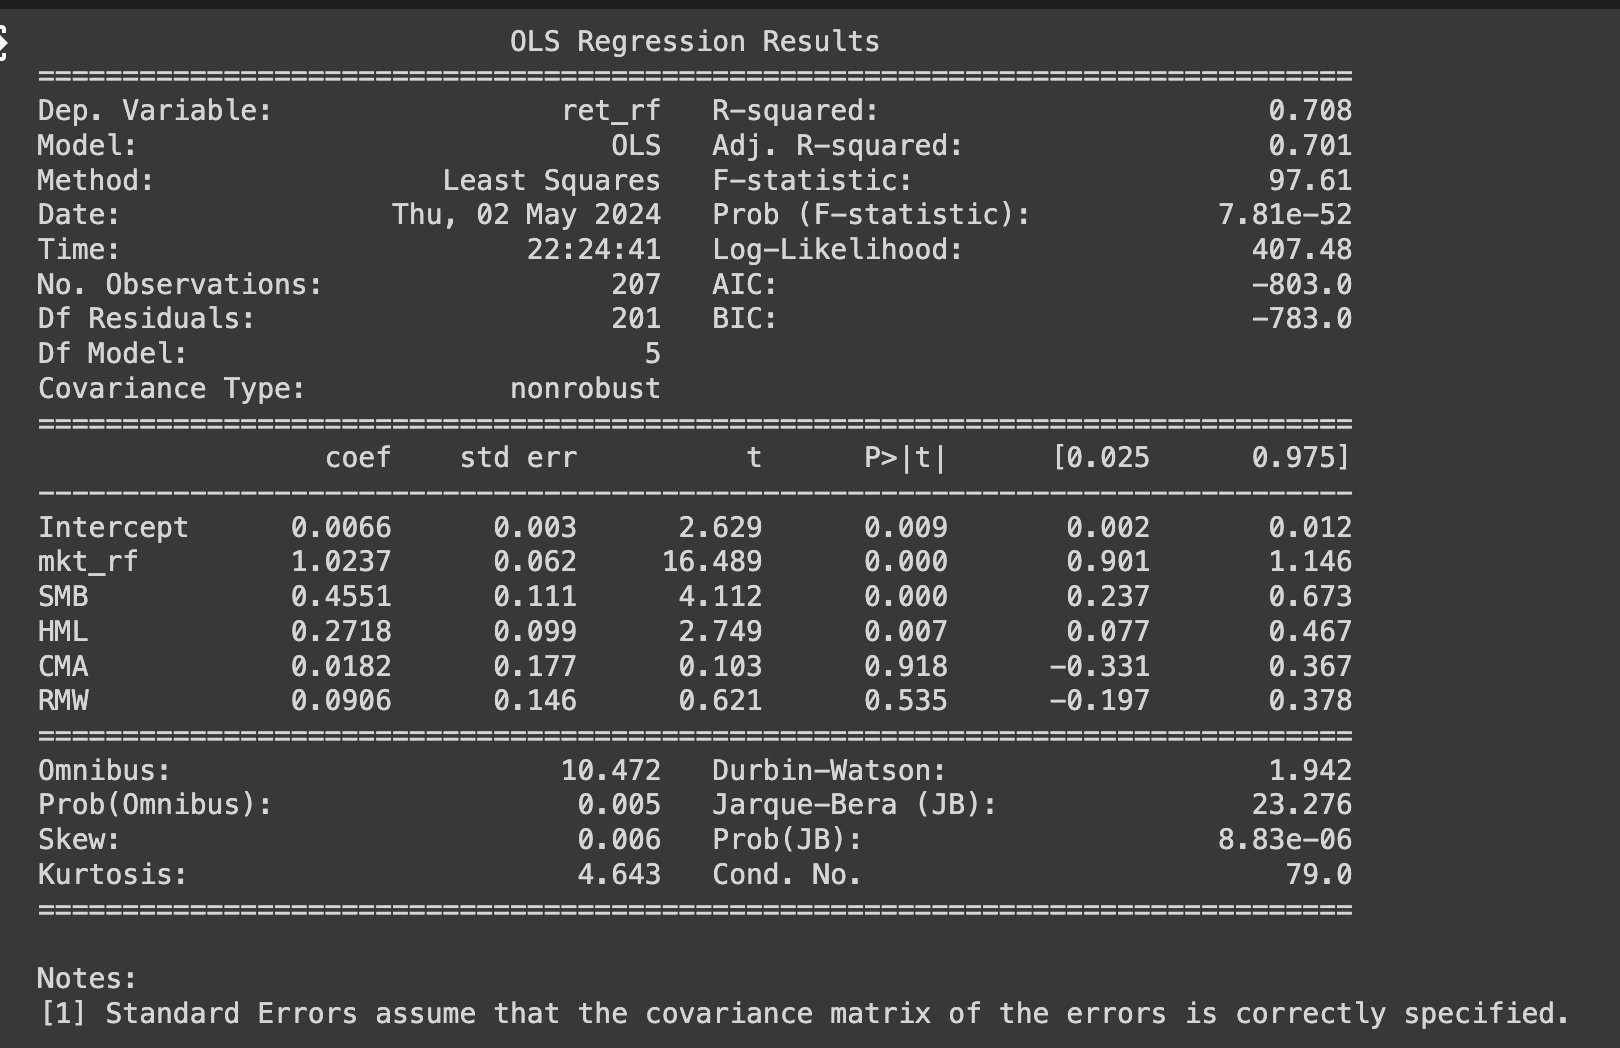 OLS Regression Results
==============================================================================
Dep. Variable:                 ret_rf   R-squared:                       0.708
Model:                            OLS   Adj. R-squared:                  0.701
Method:                 Least Squares   F-statistic:                     97.61
Date:                Thu, 02 May 2024   Prob (F-statistic):           7.81e-52
Time:                        22:24:41   Log-Likelihood:                 407.48
No. Observations:                 207   AIC:                            -803.0
Df Residuals:                     201   BIC:                            -783.0
Df Model:                           5
Covariance Type:            nonrobust
==============================================================================
                 coef    std err          t      P>|t|      [0.025      0.975]
------------------------------------------------------------------------------
Intercept      0.0066      0.003      2.629      0.009       0.002       0.012
mkt_rf         1.0237      0.062     16.489      0.000       0.901       1.146
SMB            0.4551      0.111      4.112      0.000       0.237       0.673
HML            0.2718      0.099      2.749      0.007       0.077       0.467
CMA            0.0182      0.177      0.103      0.918      -0.331       0.367
RMW            0.0906      0.146      0.621      0.535      -0.197       0.378
==============================================================================
Omnibus:                       10.472   Durbin-Watson:                   1.942
Prob(Omnibus):                  0.005   Jarque-Bera (JB):               23.276
Skew:                           0.006   Prob(JB):                     8.83e-06
Kurtosis:                       4.643   Cond. No.                         79.0
==============================================================================
Notes:
[1] Standard Errors assume that the covariance matrix of the errors is correctly specified.